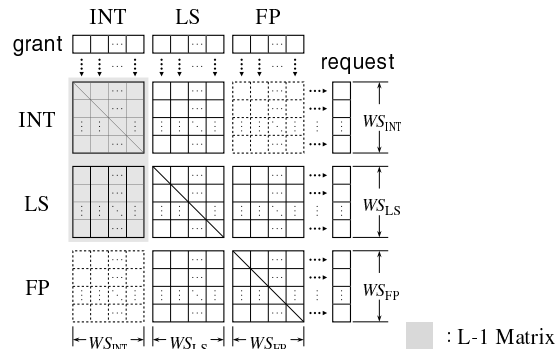 INT LS FP
grant
request
INT WS_INT
LS WS_LS
FP WS_FP
WS_INT WS_LS WS_FP
: L-1 Matrix